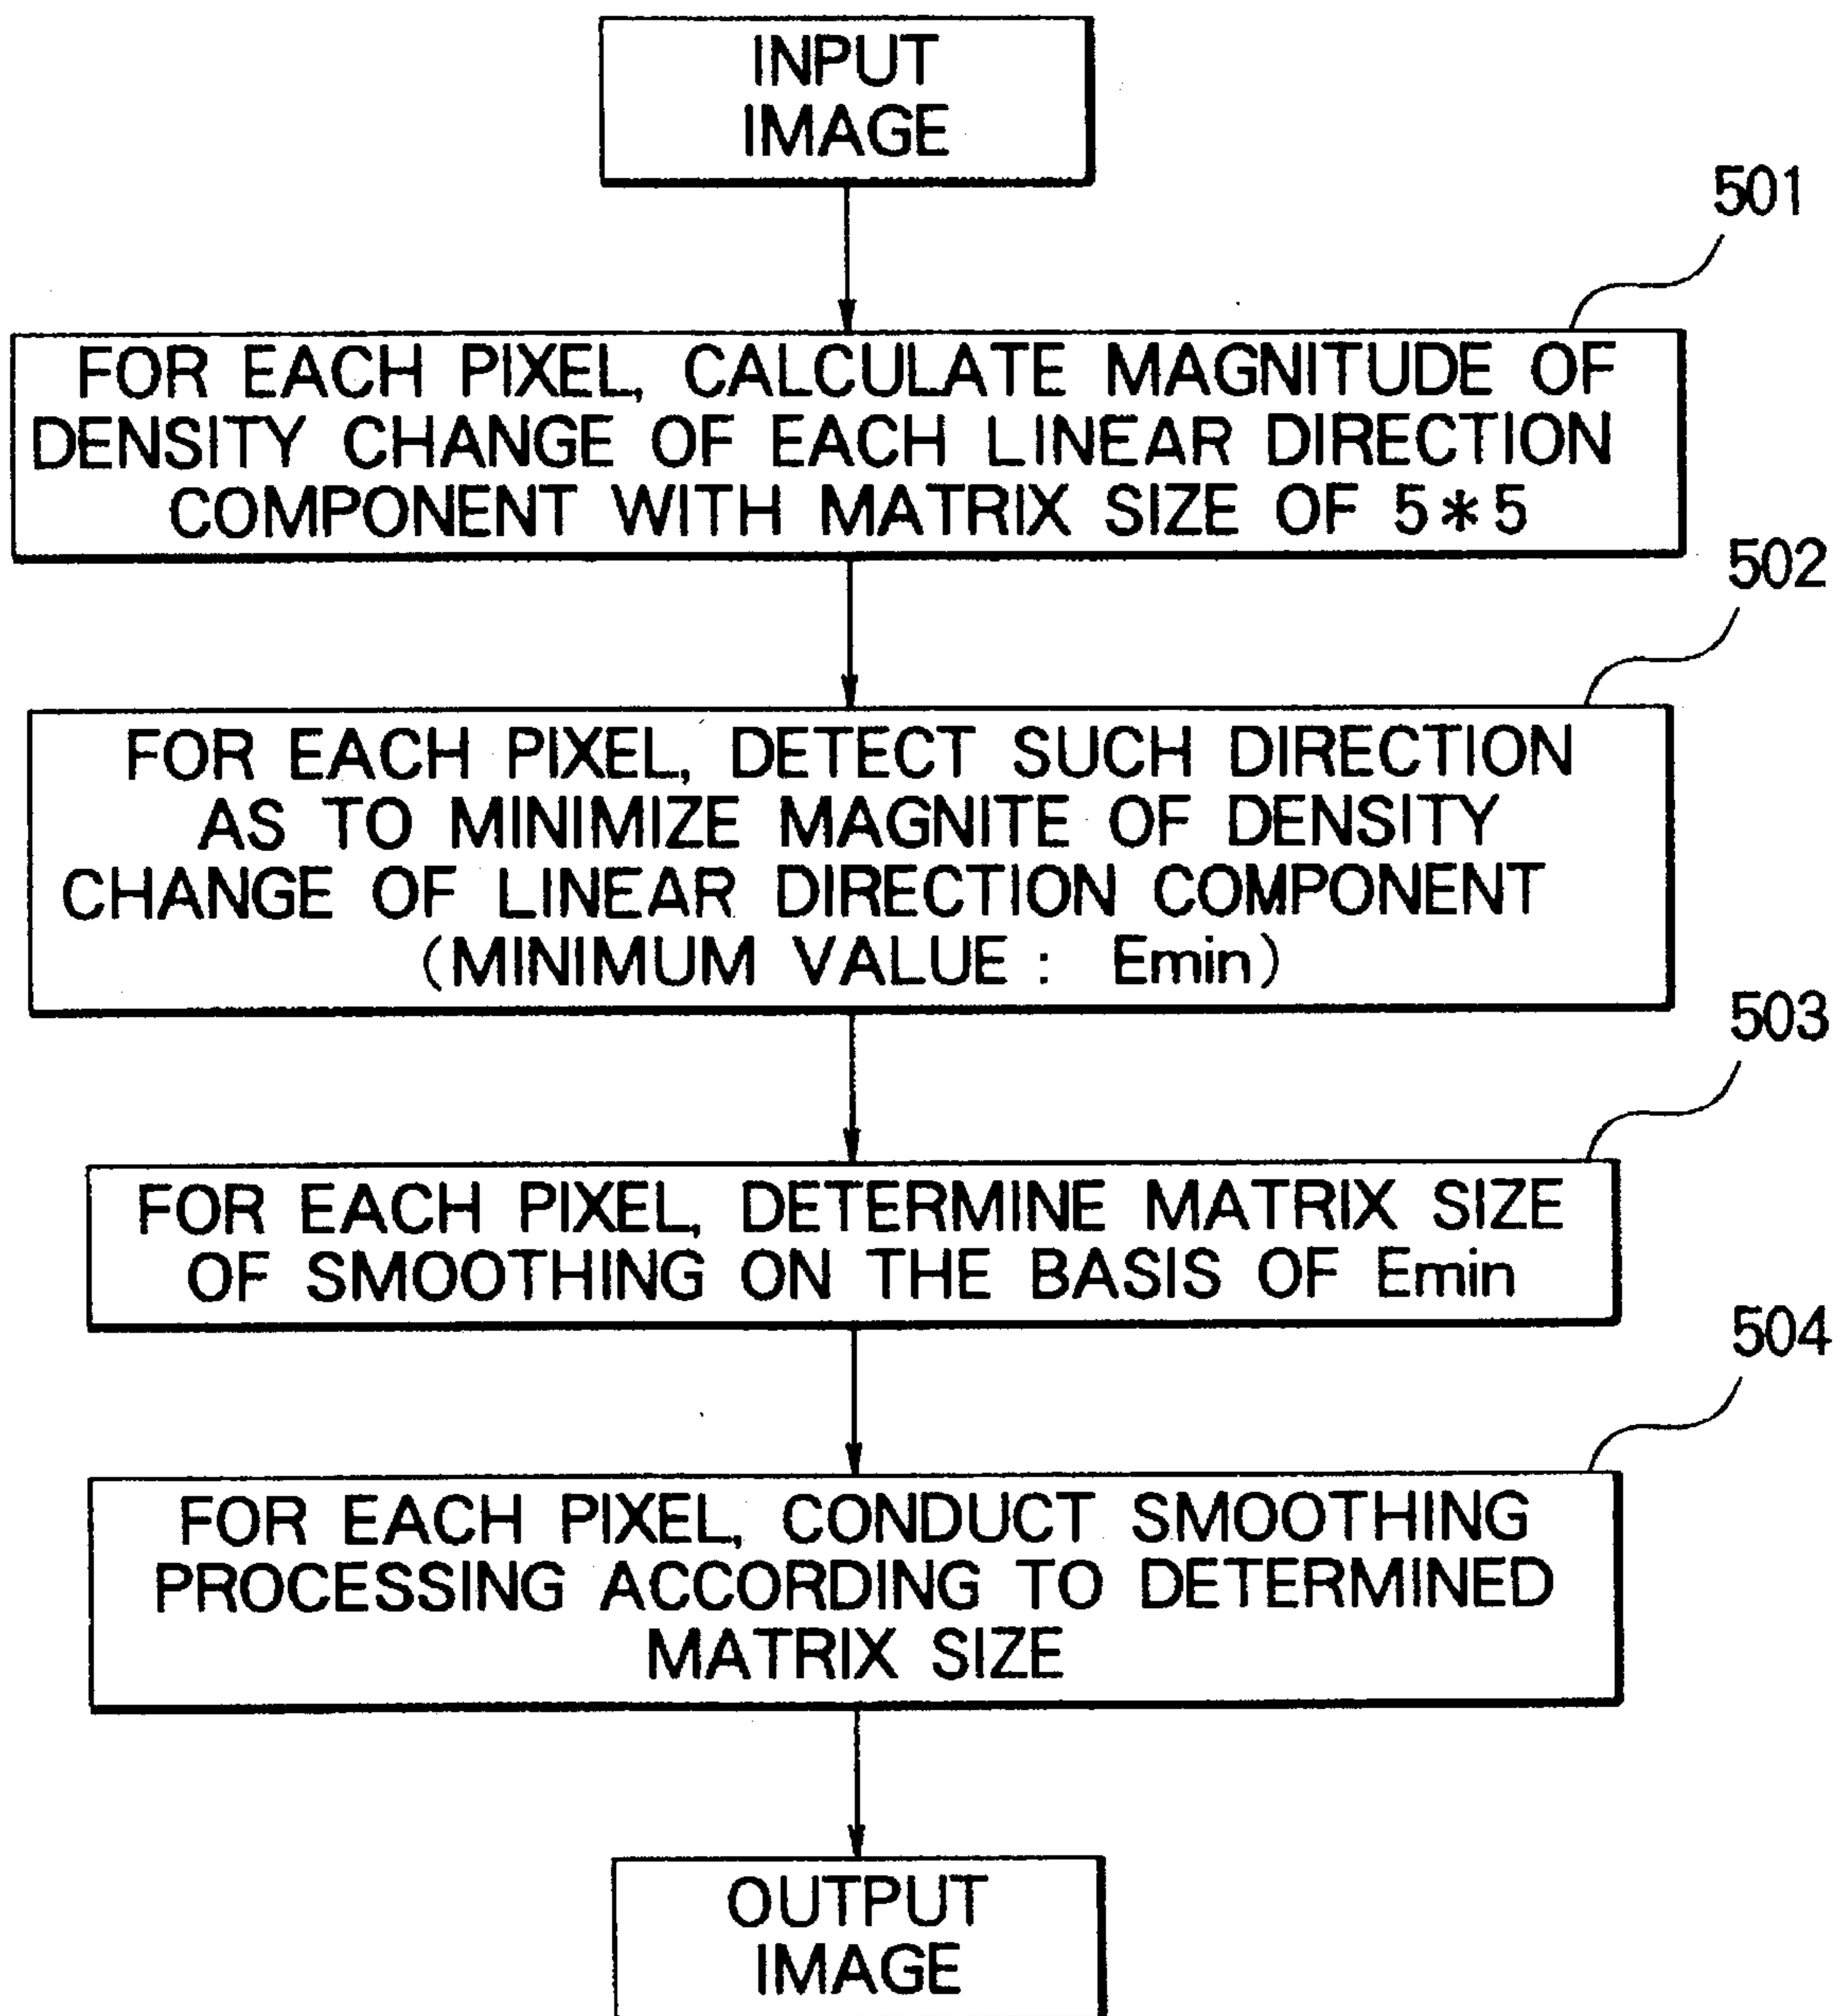 INPUT
IMAGE
501
FOR EACH PIXEL, CALCULATE MAGNITUDE OF
DENSITY CHANGE OF EACH LINEAR DIRECTION
COMPONENT WITH MATRIX SIZE OF 5*5
502
FOR EACH PIXEL, DETECT SUCH DIRECTION
AS TO MINIMIZE MAGNITE OF DENSITY
CHANGE OF LINEAR DIRECTION COMPONENT
(MINIMUM VALUE : Emin)
503
FOR EACH PIXEL, DETERMINE MATRIX SIZE
OF SMOOTHING ON THE BASIS OF Emin
504
FOR EACH PIXEL, CONDUCT SMOOTHING
PROCESSING ACCORDING TO DETERMINED
MATRIX SIZE
OUTPUT
IMAGE